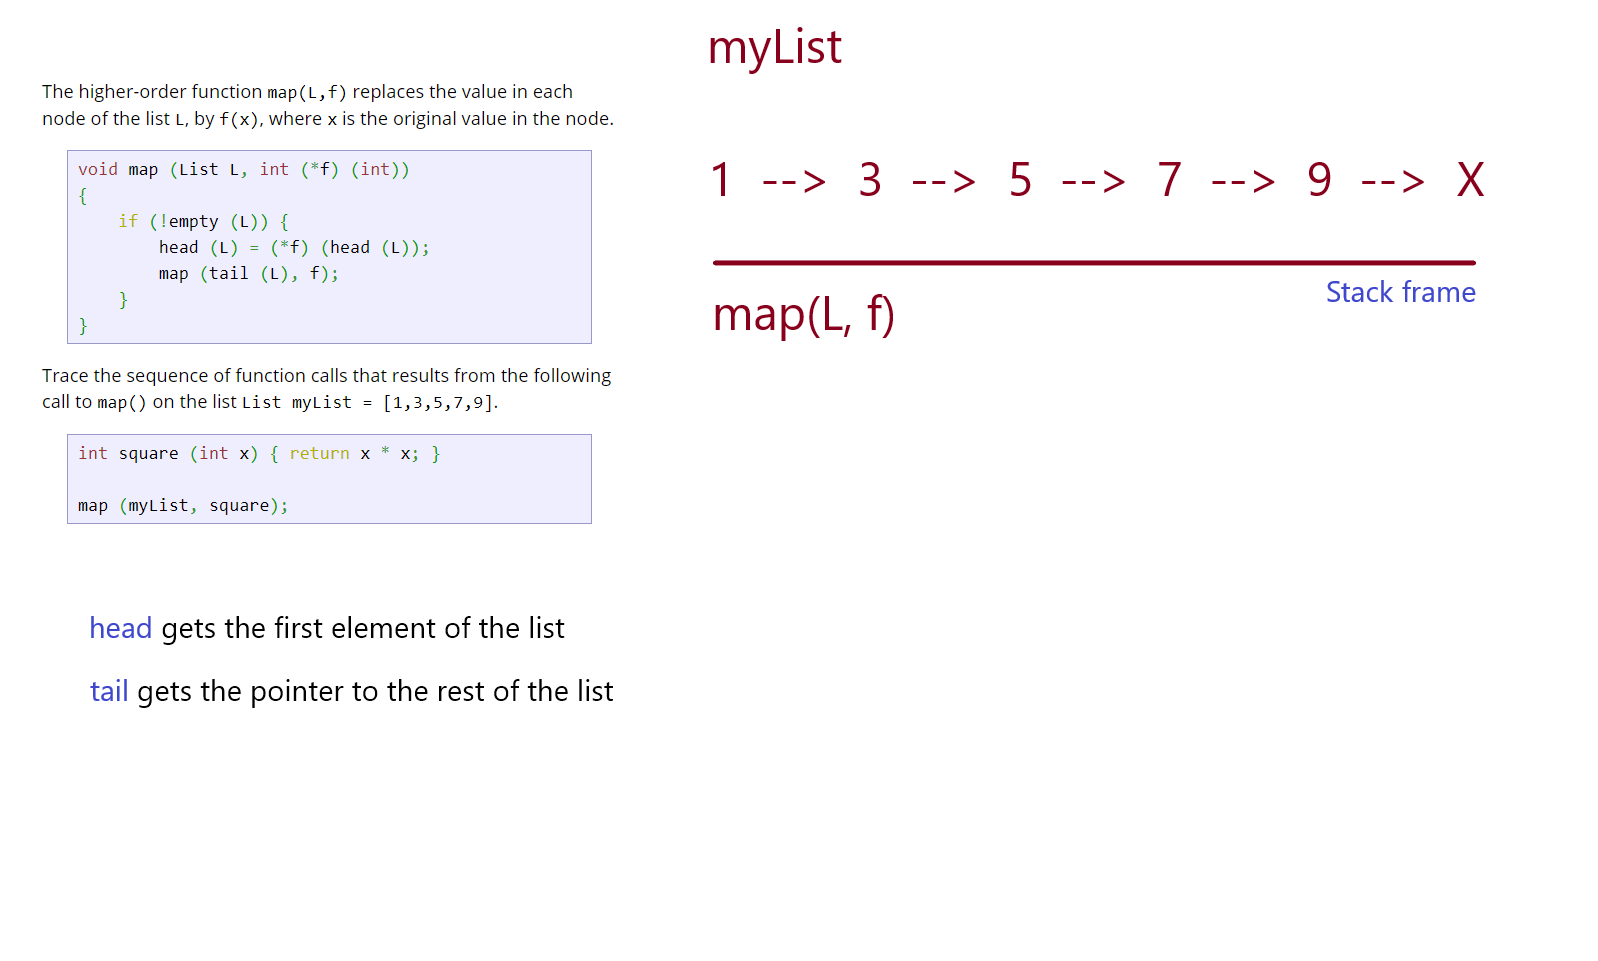 The higher-order function map(L,f) replaces the value in each
node of the list L, by f(x), where x is the original value in the node.
void map (List L, int (*f) (int))
{
    if (!empty (L)) {
        head (L) = (*f) (head (L));
        map (tail (L), f);
    }
}
Trace the sequence of function calls that results from the following
call to map() on the list List myList = [1,3,5,7,9].
int square (int x) { return x * x; }
map (myList, square);
head gets the first element of the list
tail gets the pointer to the rest of the list
myList
1 --> 3 --> 5 --> 7 --> 9 --> X
Stack frame
map(L, f)